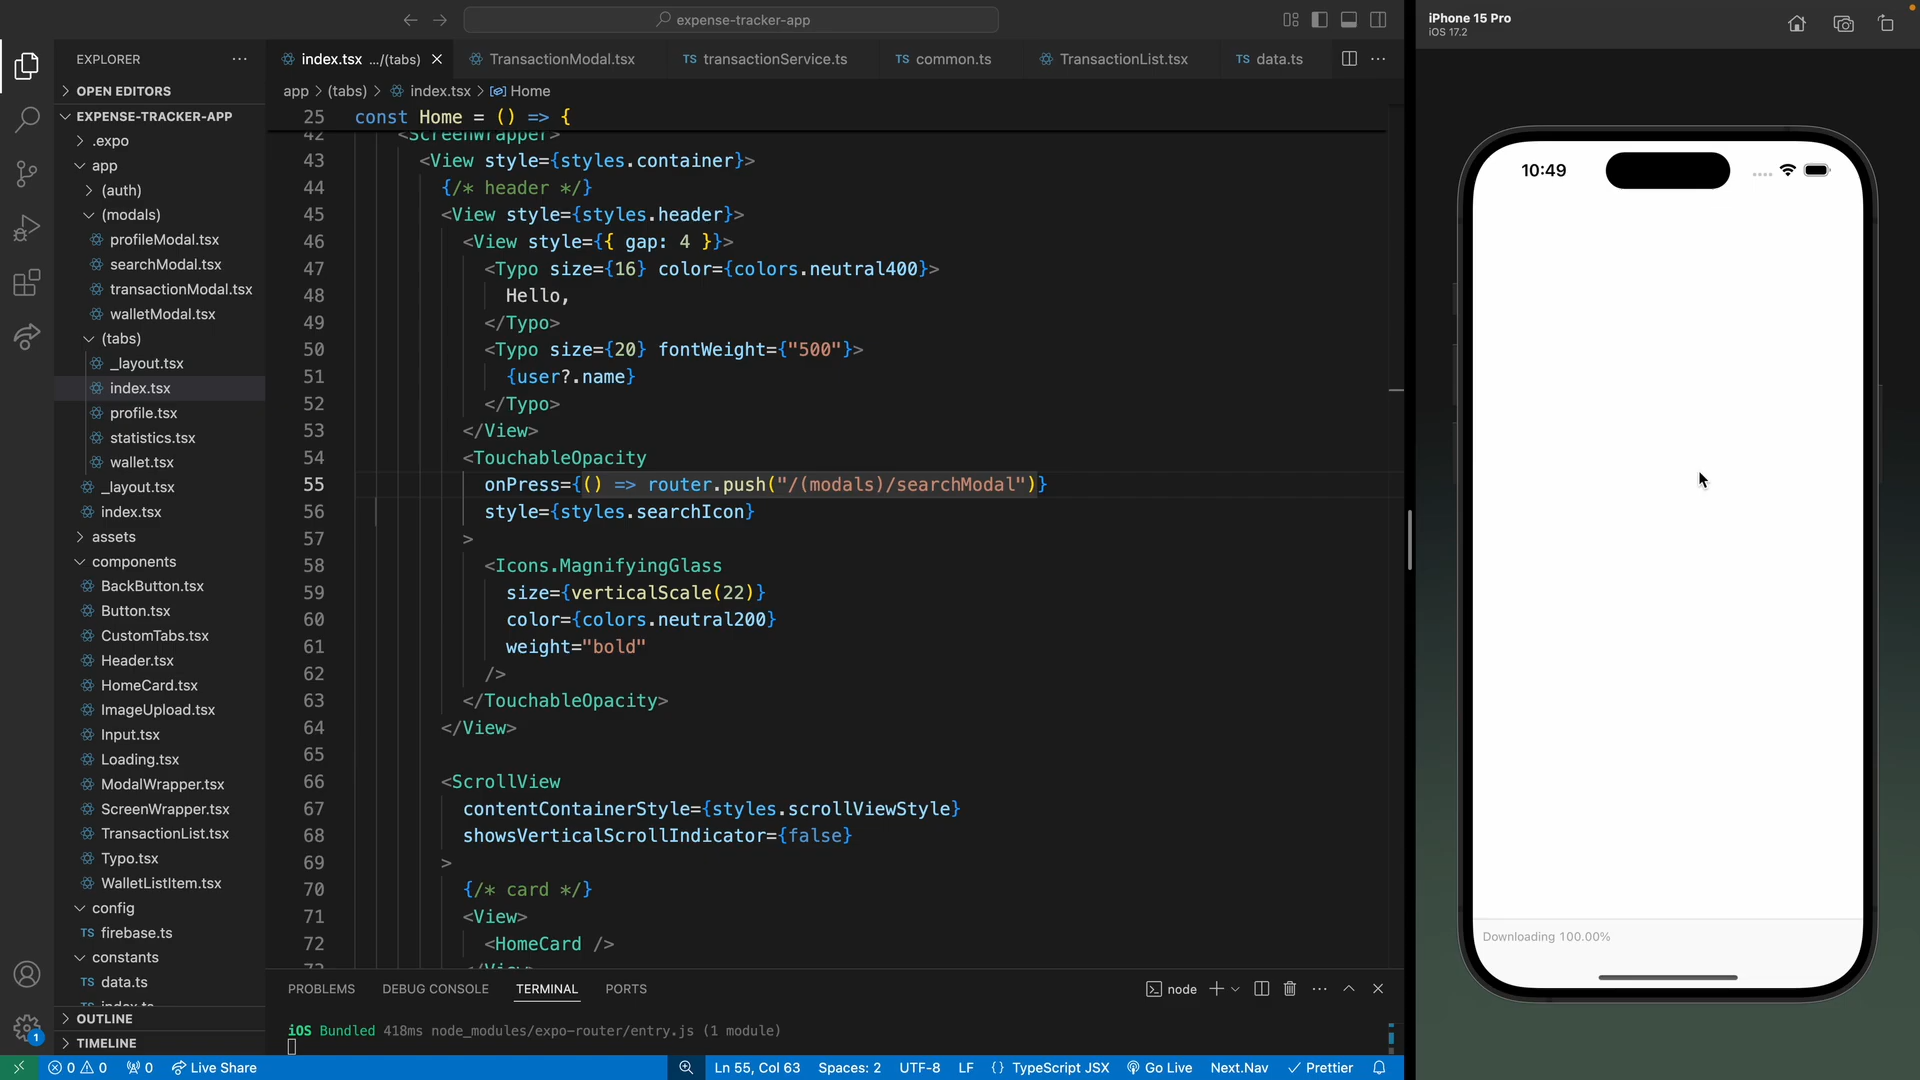 expense-tracker-app
iPhone 15 Pro
iOS 17.2
EXPLORER
index.tsx .../(tabs)
TransactionModal.tsx
TS transactionService.ts
TS common.ts
TransactionList.tsx
TS data.ts
OPEN EDITORS
app > (tabs) > index.tsx > Home
EXPENSE-TRACKER-APP
.expo
app
(auth)
(modals)
profileModal.tsx
searchModal.tsx
transactionModal.tsx
walletModal.tsx
(tabs)
_layout.tsx
index.tsx
profile.tsx
statistics.tsx
wallet.tsx
_layout.tsx
index.tsx
assets
components
BackButton.tsx
Button.tsx
CustomTabs.tsx
Header.tsx
HomeCard.tsx
ImageUpload.tsx
Input.tsx
Loading.tsx
ModalWrapper.tsx
ScreenWrapper.tsx
TransactionList.tsx
Typo.tsx
WalletListItem.tsx
config
TS firebase.ts
constants
TS data.ts
TS index.ts
OUTLINE
TIMELINE
25 const Home = () => {
42 <ScreenWrapper>
43 <View style={styles.container}>
44 {/* header */}
45 <View style={styles.header}>
46 <View style={{ gap: 4 }}>
47 <Typo size={16} color={colors.neutral400}>
48 Hello,
49 </Typo>
50 <Typo size={20} fontWeight={"500"}>
51 {user?.name}
52 </Typo>
53 </View>
54 <TouchableOpacity
55 onPress={() => router.push("/(modals)/searchModal")}
56 style={styles.searchIcon}
57 >
58 <Icons.MagnifyingGlass
59 size={verticalScale(22)}
60 color={colors.neutral200}
61 weight="bold"
62 />
63 </TouchableOpacity>
64 </View>
65
66 <ScrollView
67 contentContainerStyle={styles.scrollViewStyle}
68 showsVerticalScrollIndicator={false}
69 >
70 {/* card */}
71 <View>
72 <HomeCard />
73 </View>
PROBLEMS DEBUG CONSOLE TERMINAL PORTS
node
iOS Bundled 418ms node_modules/expo-router/entry.js (1 module)
10:49
Downloading 100.00%
1
0 0 0 Live Share
Ln 55, Col 63 Spaces: 2 UTF-8 LF {} TypeScript JSX Go Live Next.Nav Prettier